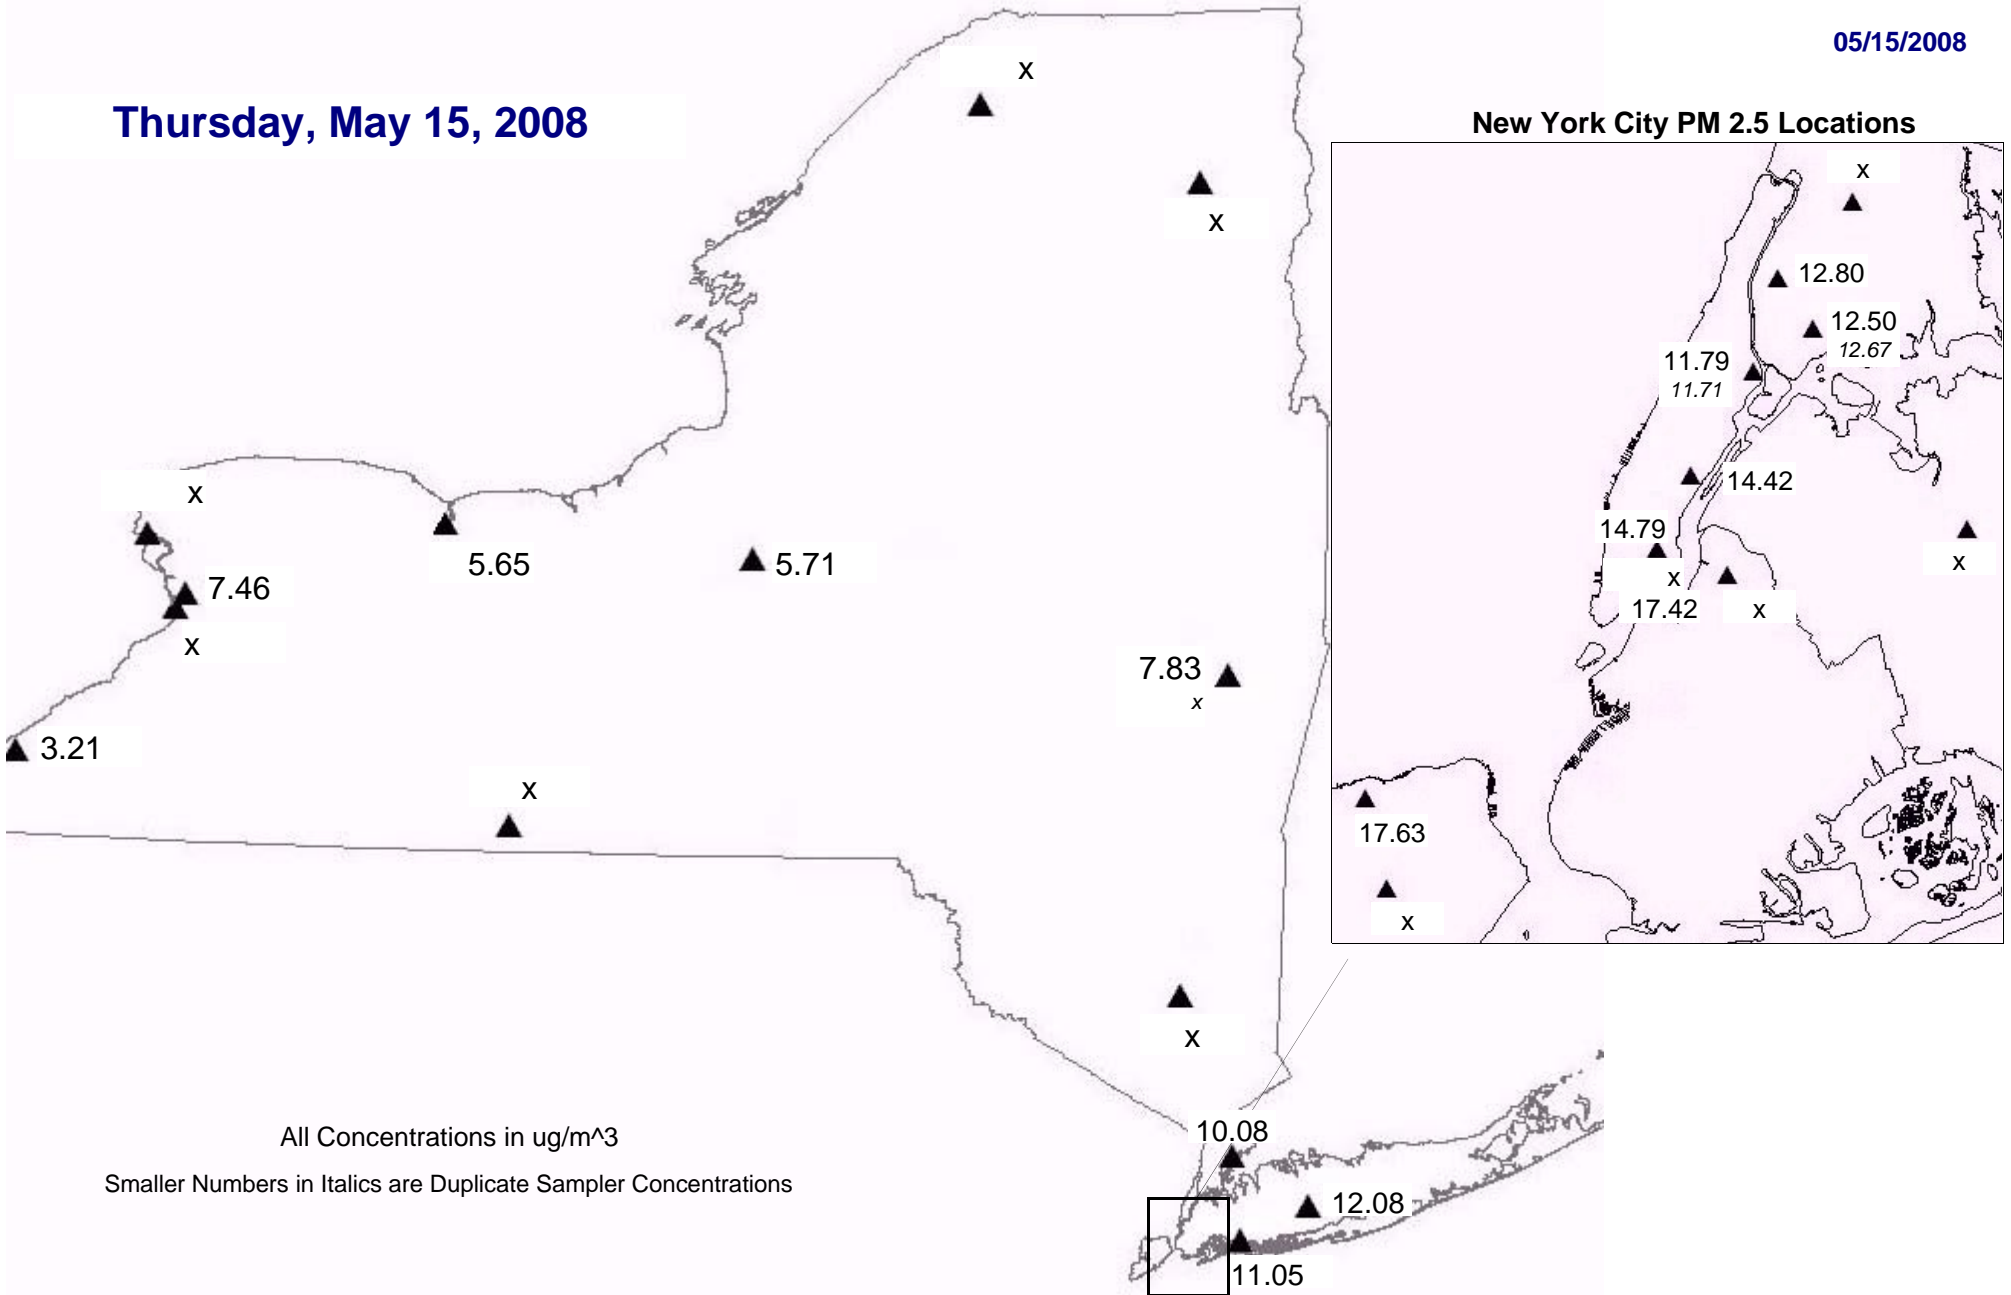 05/15/2008
Thursday, May 15, 2008
New York City PM 2.5 Locations
x
x
x
7.46
x
5.65
5.71
7.83
x
3.21
x
x
10.08
12.08
11.05
x
12.80
12.50
12.67
11.79
11.71
14.42
14.79
x
17.42
x
x
17.63
x
All Concentrations in ug/m^3
Smaller Numbers in Italics are Duplicate Sampler Concentrations